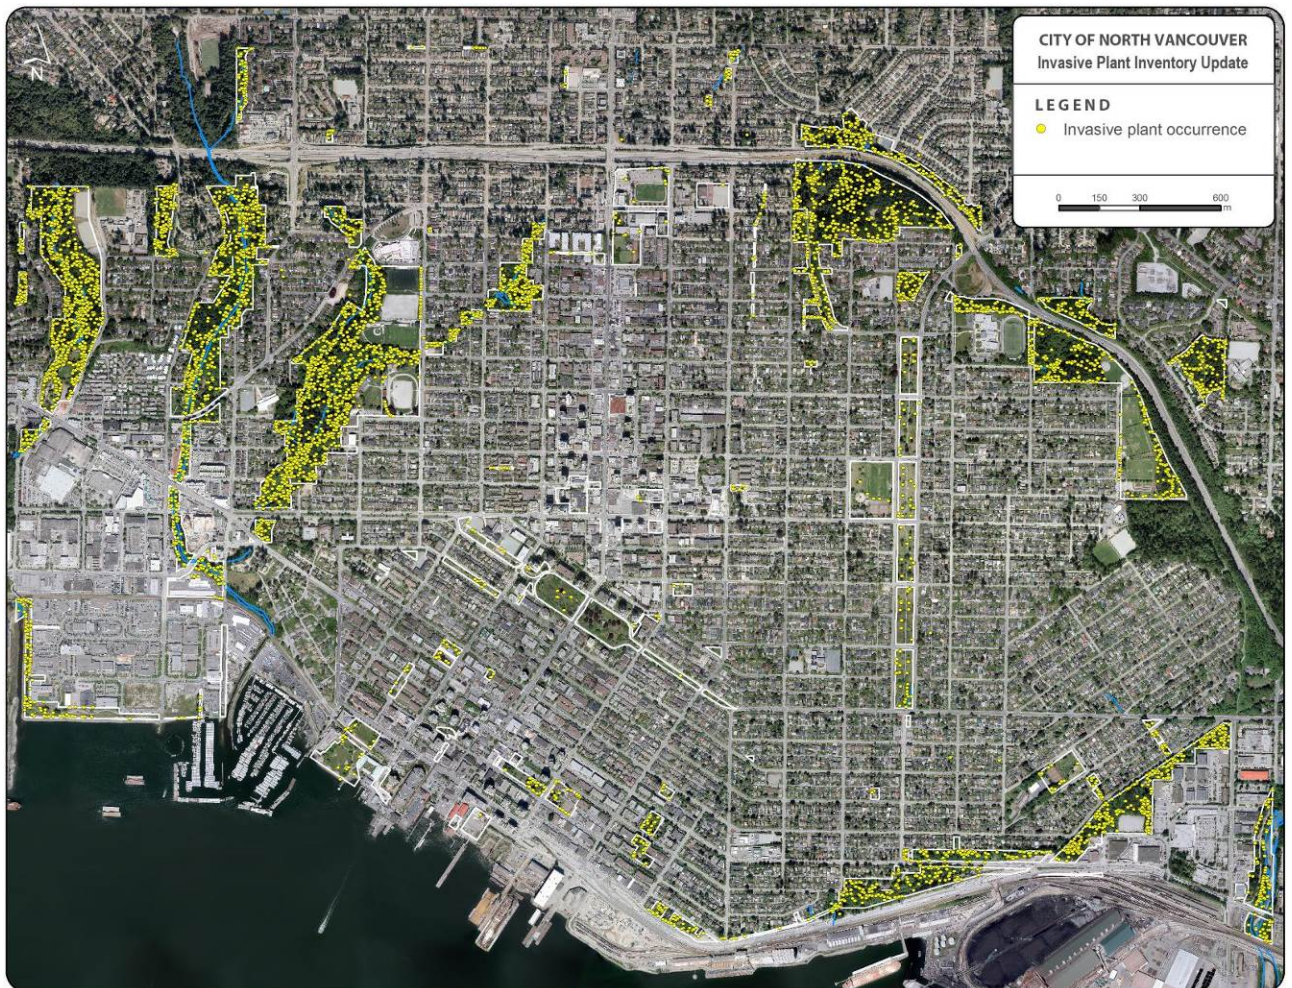 CITY OF NORTH VANCOUVER
Invasive Plant Inventory Update
LEGEND
Invasive plant occurrence
0 150 300 600
m
N